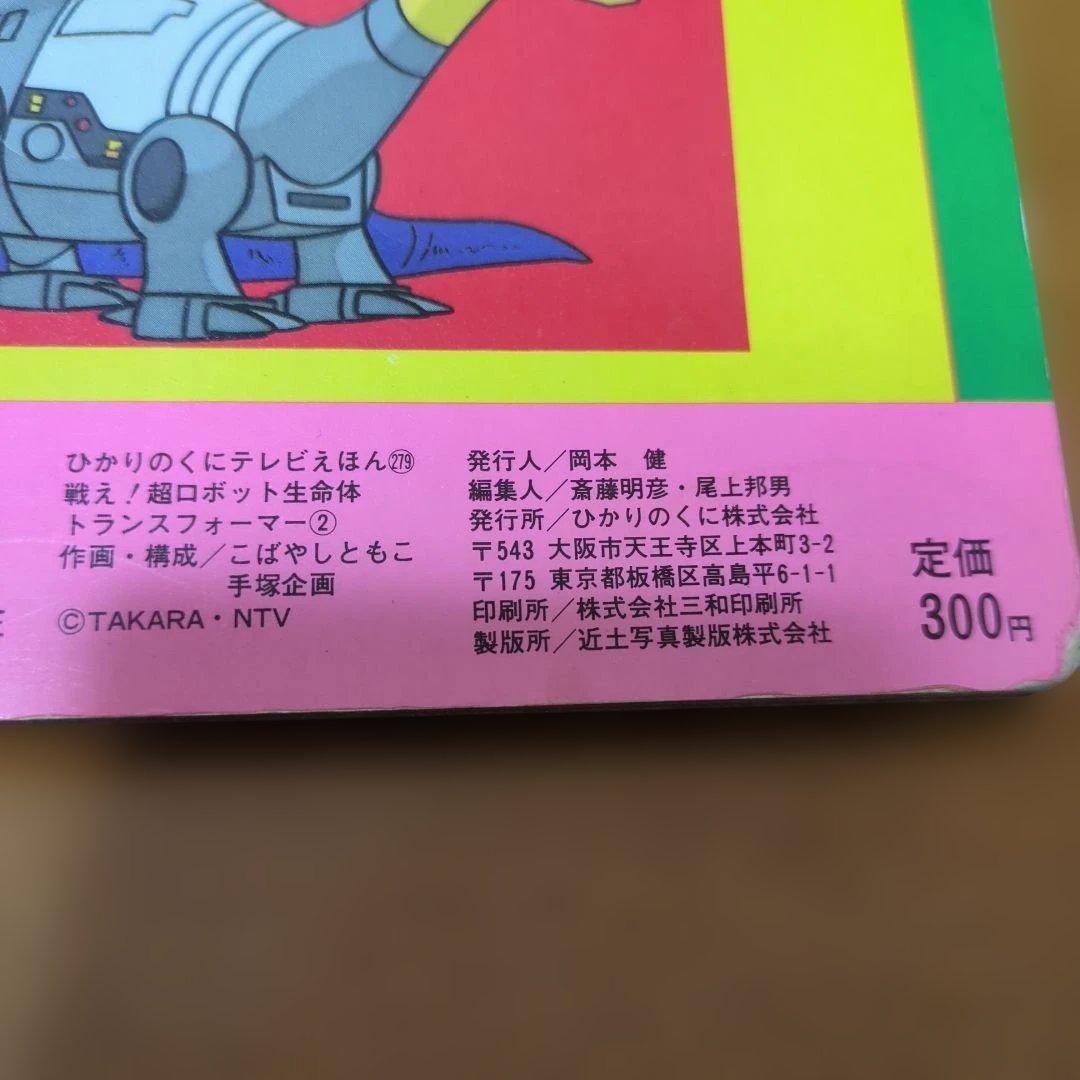 ひかりのくにテレビえほん279
戦え!超ロボット生命体
トランスフォーマー②
作画・構成/こばやしともこ
手塚企画
©TAKARA・NTV
発行人/岡本 健
編集人/斎藤明彦・尾上邦男
発行所/ひかりのくに株式会社
〒543 大阪市天王寺区上本町3-2
〒175 東京都板橋区高島平6-1-1
印刷所/株式会社三和印刷所
製版所/近土写真製版株式会社
定価
300円